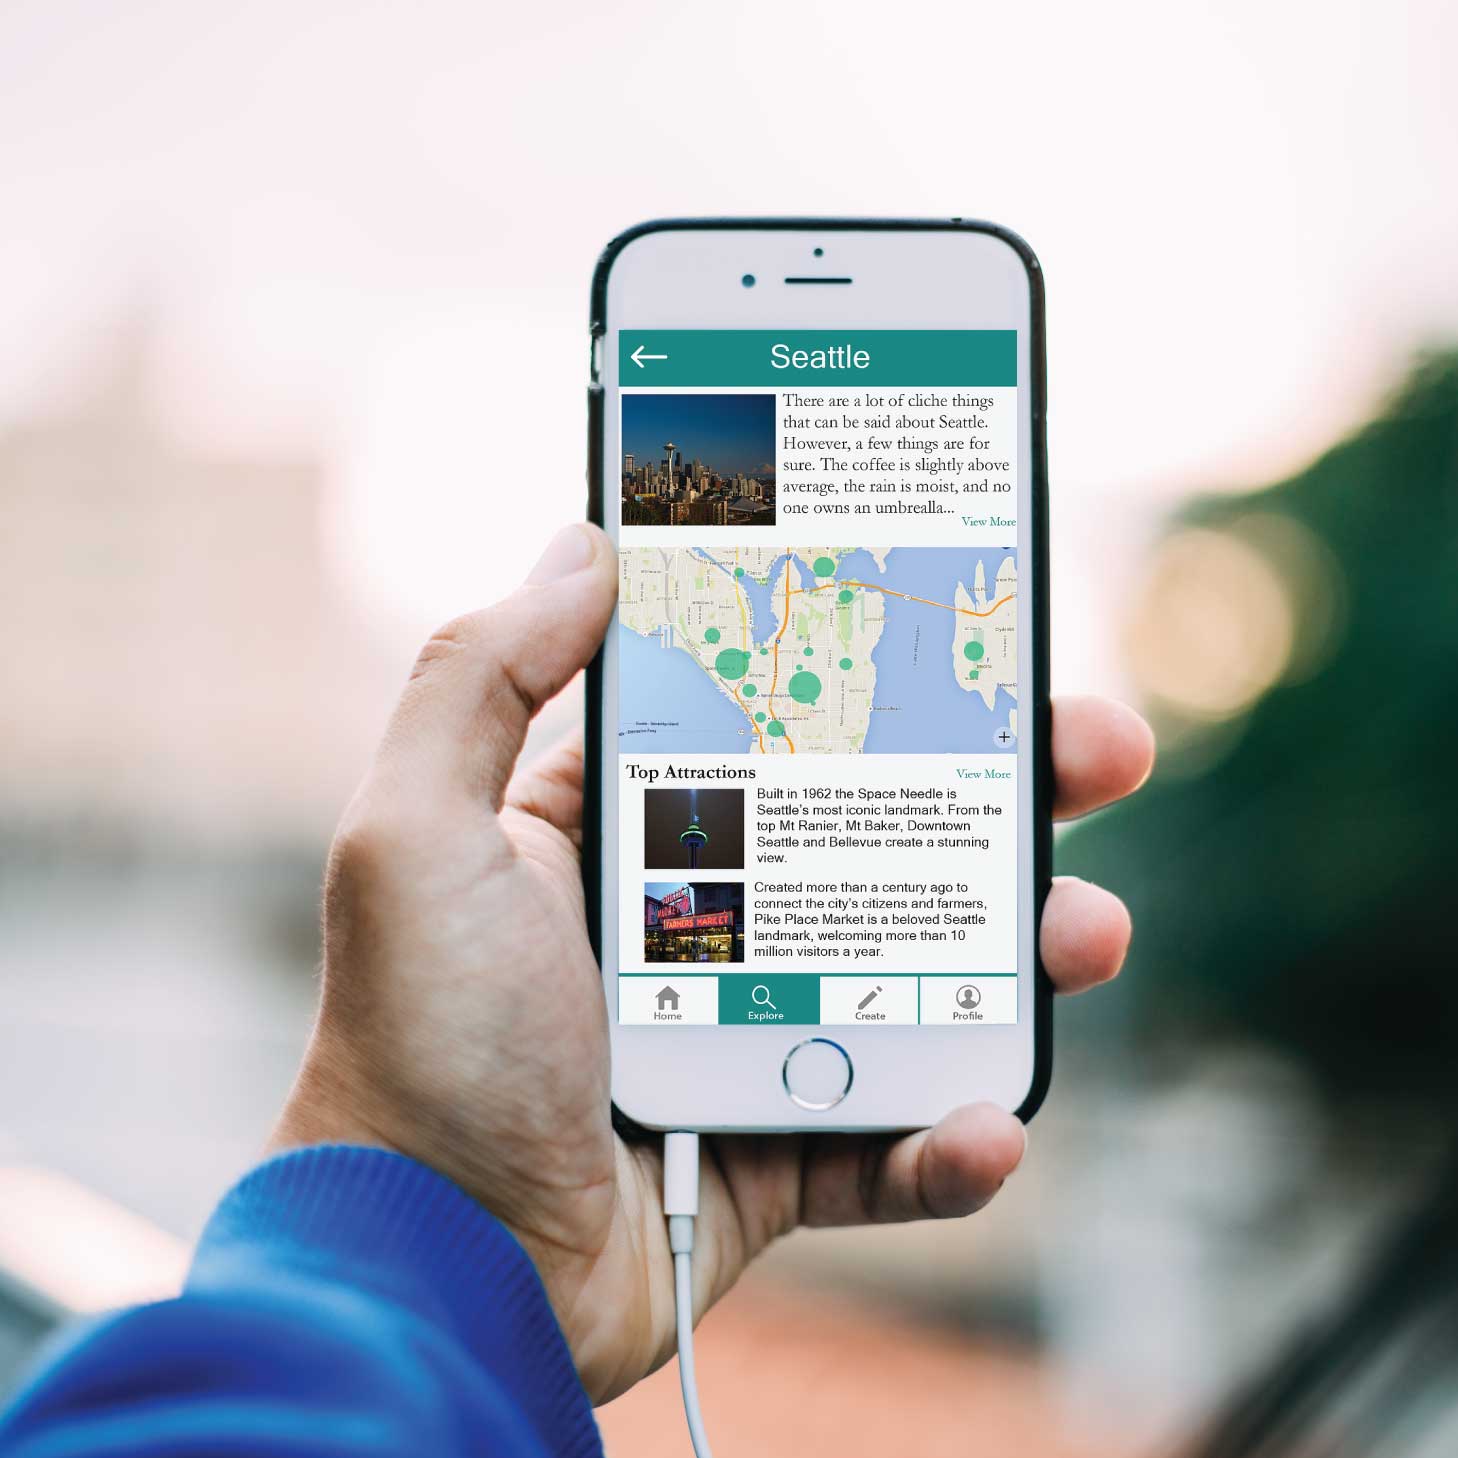 Seattle
There are a lot of cliche things
that can be said about Seattle.
However, a few things are for
sure. The coffee is slightly above
average, the rain is moist, and no
one owns an umbrealla...
View More
+
Top Attractions
View More
Built in 1962 the Space Needle is
Seattle's most iconic landmark. From the
top Mt Ranier, Mt Baker, Downtown
Seattle and Bellevue create a stunning
view.
FARMERS MARKET
Created more than a century ago to
connect the city's citizens and farmers,
Pike Place Market is a beloved Seattle
landmark, welcoming more than 10
million visitors a year.
Home
Explore
Create
Profile